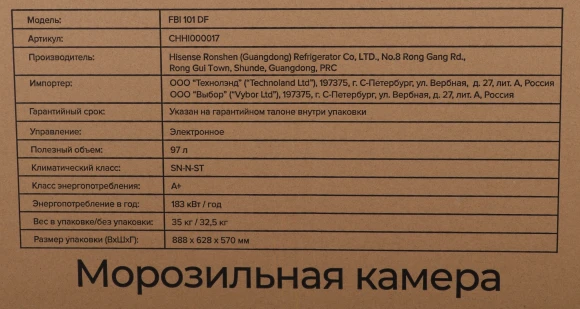 Модель: FBI 101 DF
Артикул: CHHI000017
Производитель: Hisense Ronshen (Guangdong) Refrigerator Co, LTD., No.8 Rong Gang Rd.,
Rong Gui Town, Shunde, Guangdong, PRC
Импортер: ООО "Технолэнд" ("Technoland Ltd"), 197375, г. С-Петербург, ул. Вербная, д. 27, лит. А, Россия
ООО "Выбор" ("Vybor Ltd"), 197375, г. С-Петербург, ул. Вербная, д. 27, лит. А, Россия
Гарантийный срок: Указан на гарантийном талоне внутри упаковки
Управление: Электронное
Полезный объем: 97 л
Климатический класс: SN-N-ST
Класс энергопотребления: A+
Энергопотребление в год: 183 кВт / год
Вес в упаковке/без упаковки: 35 кг / 32,5 кг
Размер упаковки (ВхШхГ): 888 x 628 x 570 мм
Морозильная камера